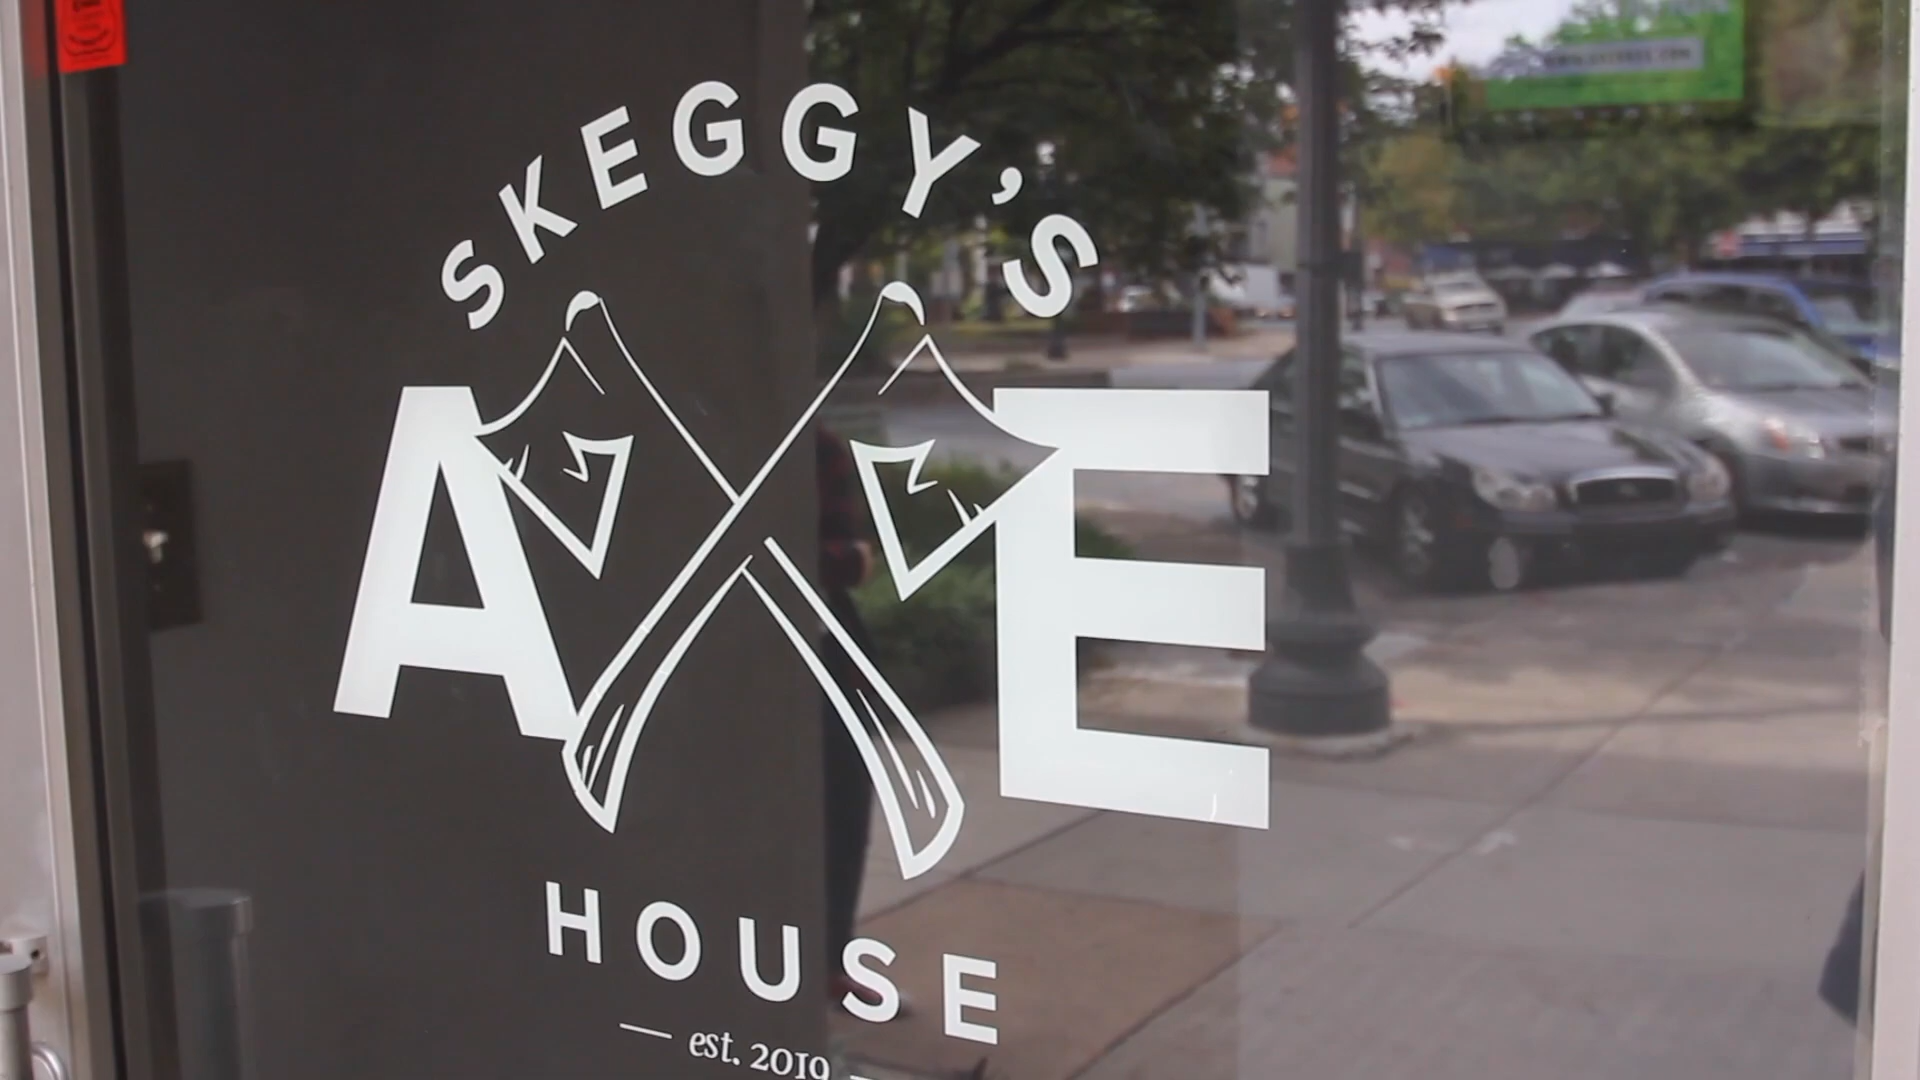 SKEGGY'S
AXE
HOUSE
— est. 2019 —